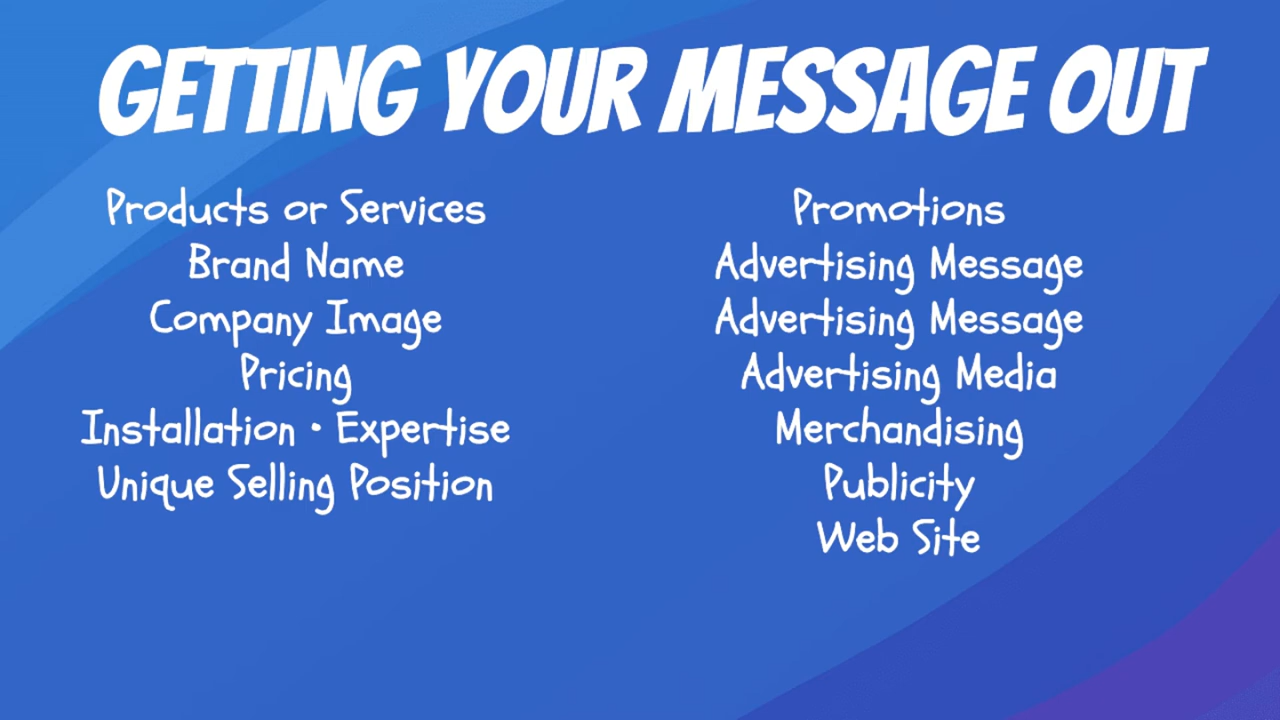 GETTING YOUR MESSAGE OUT
Products or Services
Brand Name
Company Image
Pricing
Installation • Expertise
Unique Selling Position
Promotions
Advertising Message
Advertising Message
Advertising Media
Merchandising
Publicity
Web Site